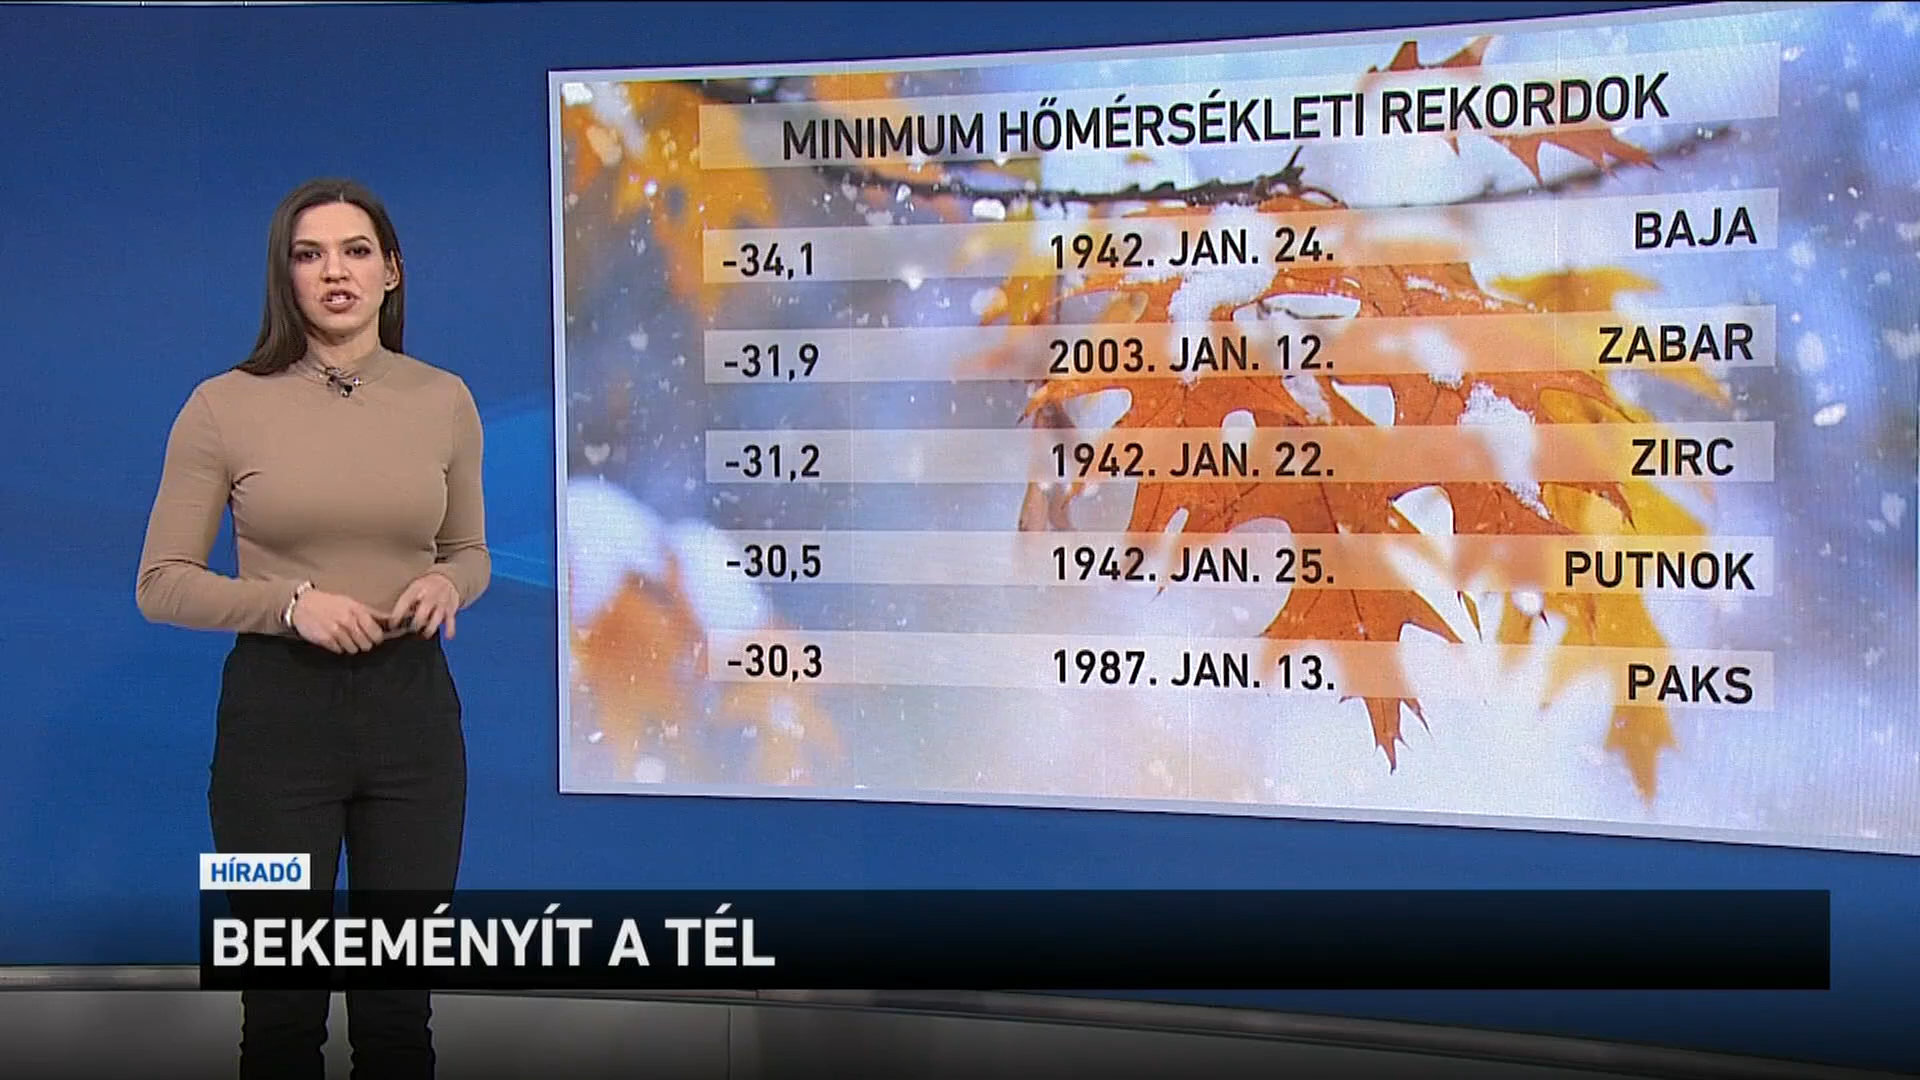 MINIMUM HŐMÉRSÉKLETI REKORDOK
-34,1 1942. JAN. 24. BAJA
-31,9 2003. JAN. 12. ZABAR
-31,2 1942. JAN. 22. ZIRC
-30,5 1942. JAN. 25. PUTNOK
-30,3 1987. JAN. 13. PAKS
HÍRADÓ
BEKEMÉNYÍT A TÉL